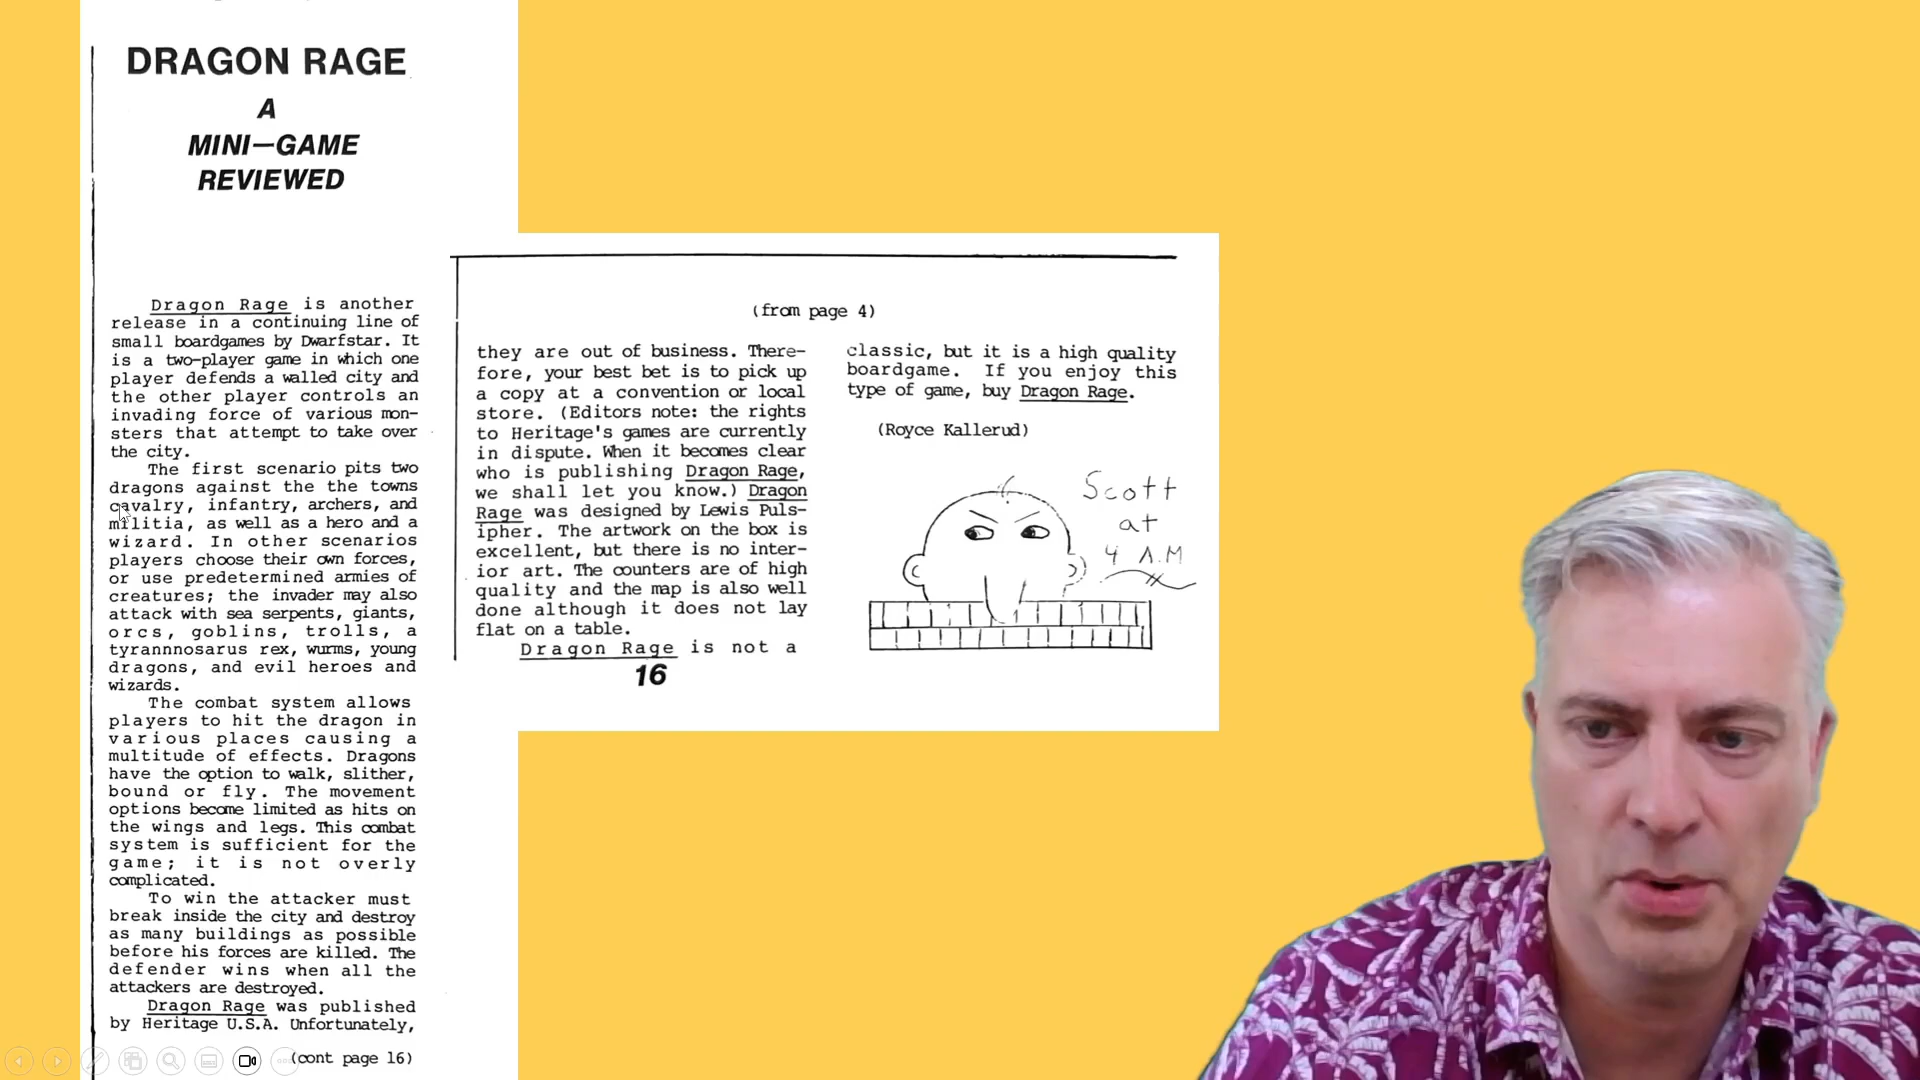 DRAGON RAGE
A
MINI—GAME
REVIEWED
Dragon Rage is another
release in a continuing line of
small boardgames by Dwarfstar. It
is a two-player game in which one
player defends a walled city and
the other player controls an
invading force of various mon-
sters that attempt to take over
the city.
The first scenario pits two
dragons against the the towns
cavalry, infantry, archers, and
militia, as well as a hero and a
wizard. In other scenarios
players choose their own forces,
or use predetermined armies of
creatures; the invader may also
attack with sea serpents, giants,
orcs, goblins, trolls, a
tyrannnosarus rex, wurms, young
dragons, and evil heroes and
wizards.
The combat system allows
players to hit the dragon in
various places causing a
multitude of effects. Dragons
have the option to walk, slither,
bound or fly. The movement
options become limited as hits on
the wings and legs. This combat
system is sufficient for the
game; it is not overly
complicated.
To win the attacker must
break inside the city and destroy
as many buildings as possible
before his forces are killed. The
defender wins when all the
attackers are destroyed.
Dragon Rage was published
by Heritage U.S.A. Unfortunately,
(cont page 16)
(from page 4)
they are out of business. There-
fore, your best bet is to pick up
a copy at a convention or local
store. (Editors note: the rights
to Heritage's games are currently
in dispute. When it becomes clear
who is publishing Dragon Rage,
we shall let you know.) Dragon
Rage was designed by Lewis Puls-
ipher. The artwork on the box is
excellent, but there is no inter-
ior art. The counters are of high
quality and the map is also well
done although it does not lay
flat on a table.
Dragon Rage is not a
16
classic, but it is a high quality
boardgame. If you enjoy this
type of game, buy Dragon Rage.
(Royce Kallerud)
Scott
at
4 A.M